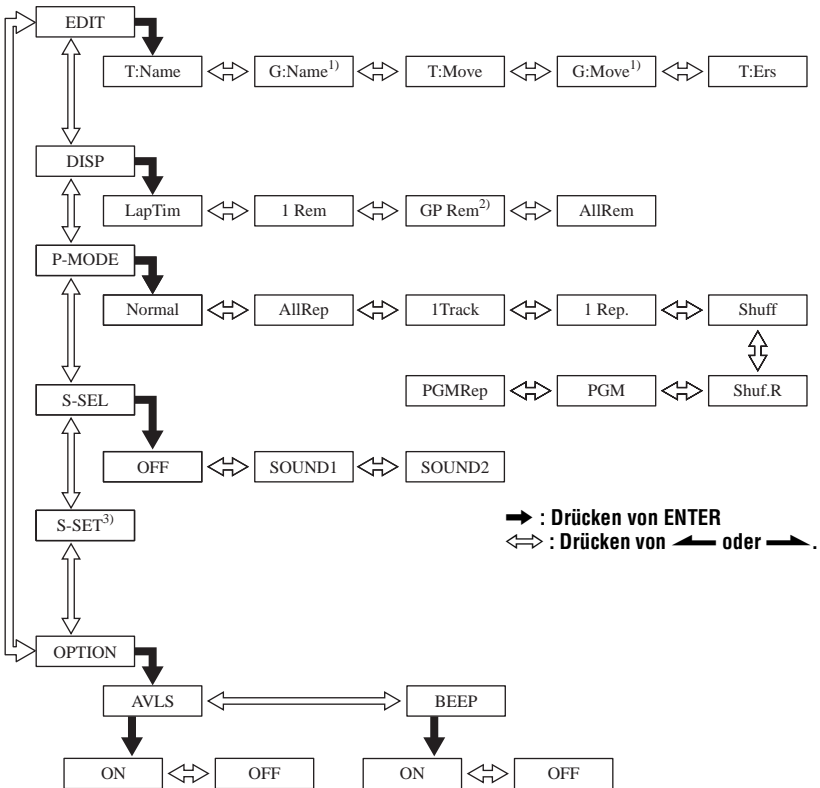 EDIT
T:Name G:Name1) T:Move G:Move1) T:Ers
DISP
LapTim 1 Rem GP Rem2) AllRem
P-MODE
Normal AllRep 1Track 1 Rep. Shuff
PGMRep PGM Shuf.R
S-SEL
OFF SOUND1 SOUND2
S-SET3)
: Drücken von ENTER
: Drücken von oder .
OPTION
AVLS BEEP
ON OFF ON OFF